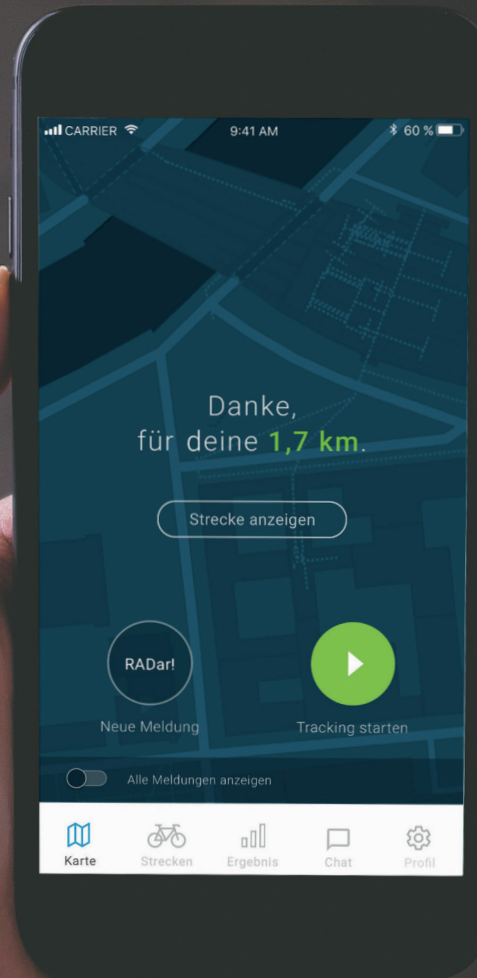 CARRIER 9:41 AM 60 %
Danke,
für deine 1,7 km.
Strecke anzeigen
RADar!
Neue Meldung Tracking starten
Alle Meldungen anzeigen
Karte Strecken Ergebnis Chat Profil